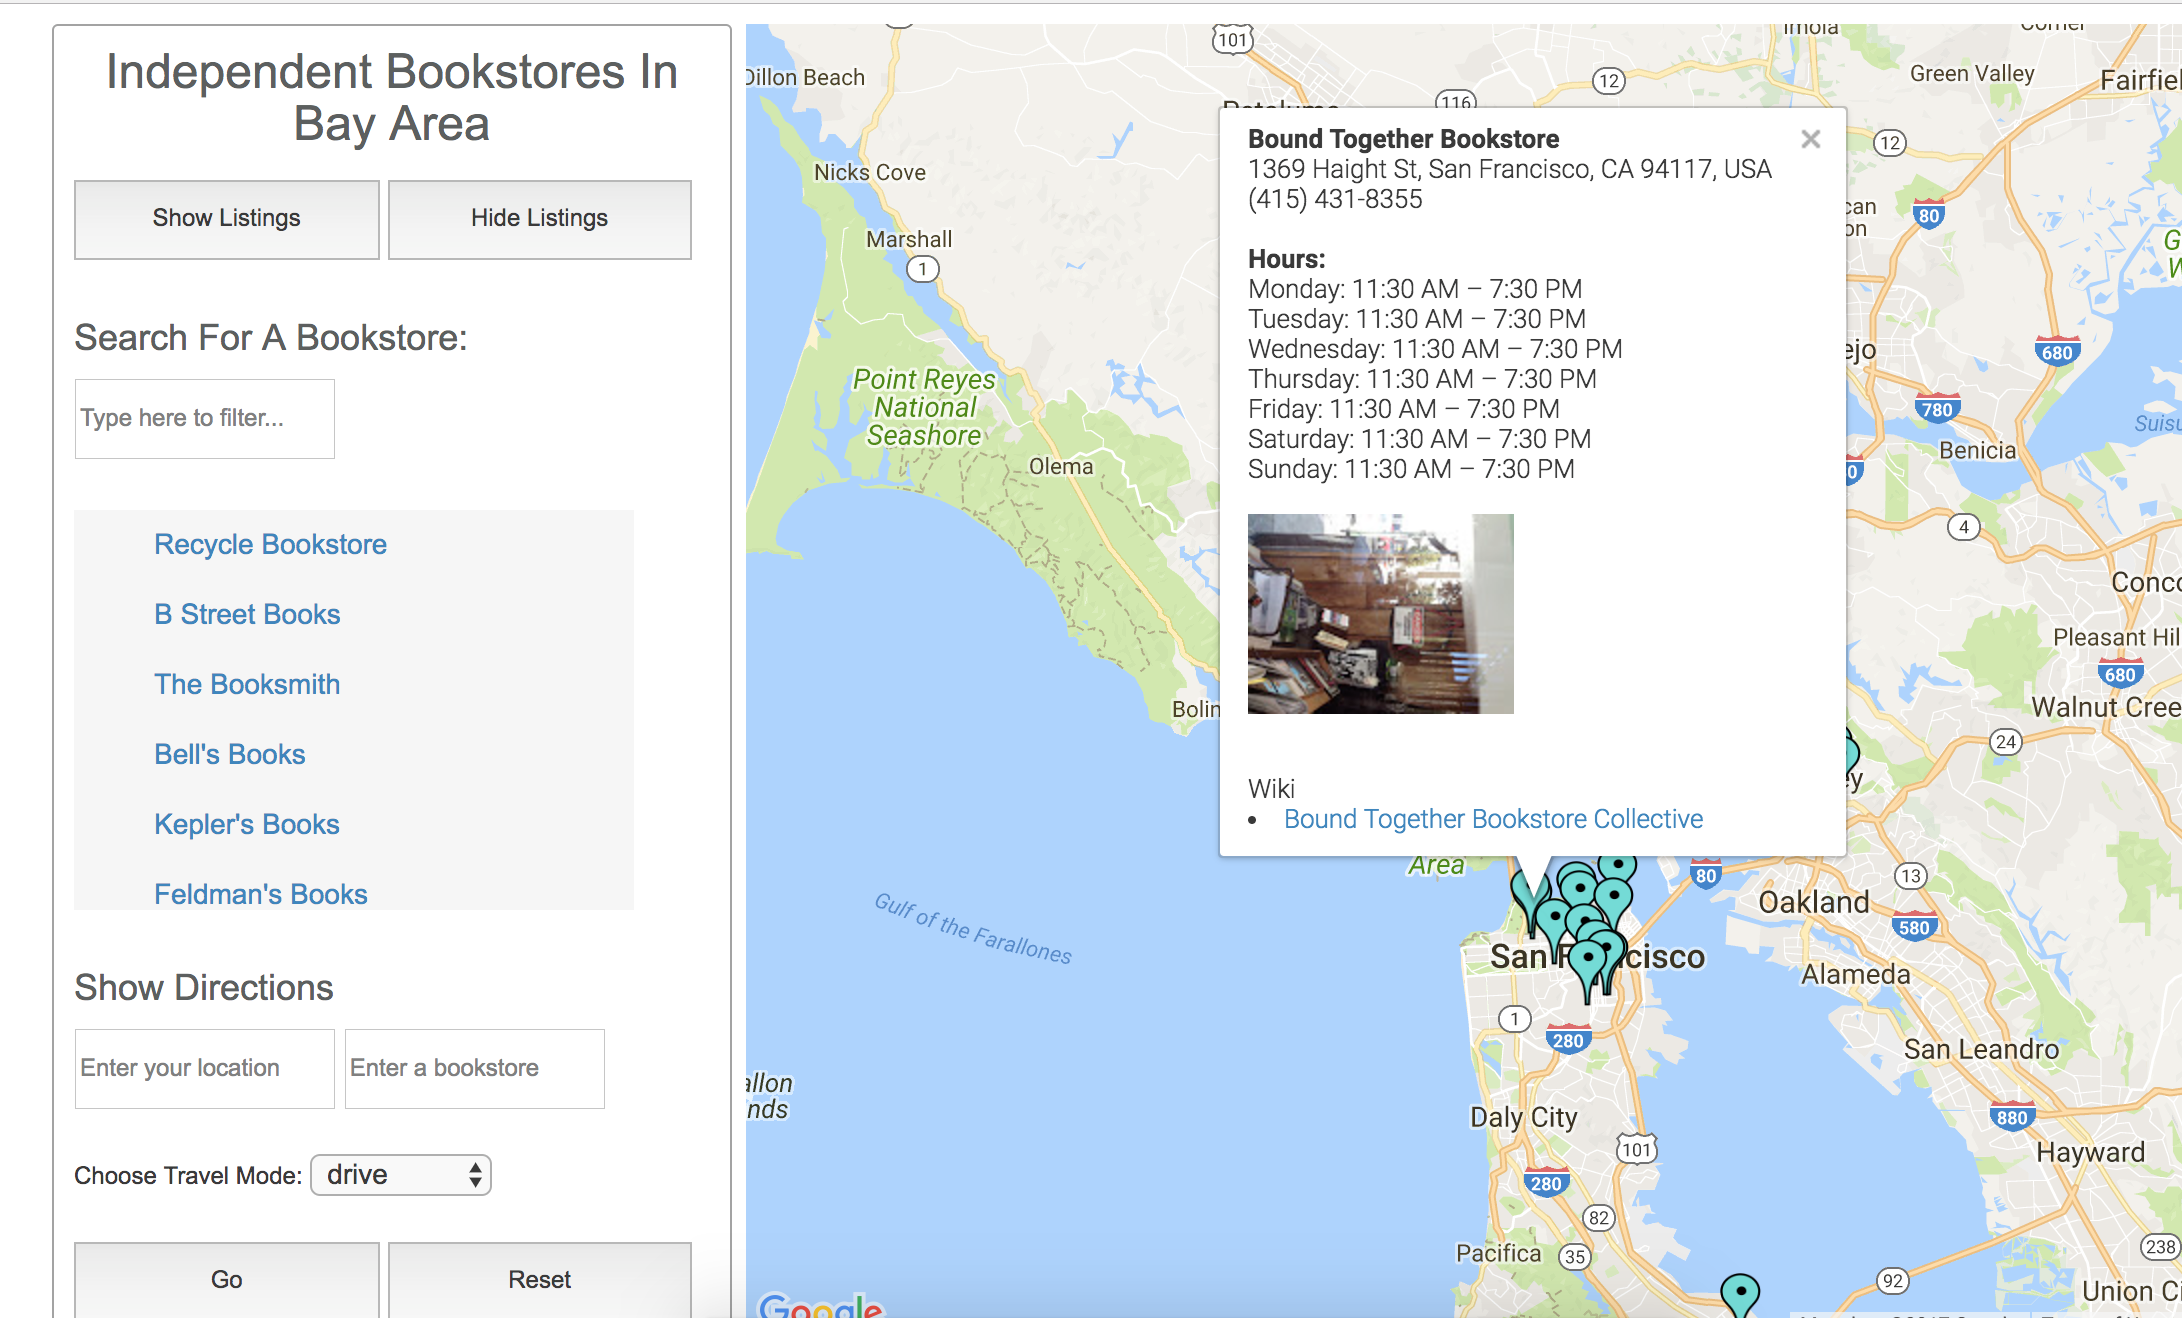 Independent Bookstores In
Bay Area
Show Listings
Hide Listings
Search For A Bookstore:
Type here to filter...
Recycle Bookstore
B Street Books
The Booksmith
Bell's Books
Kepler's Books
Feldman's Books
Show Directions
Enter your location
Enter a bookstore
Choose Travel Mode: drive
Go
Reset
Bound Together Bookstore
1369 Haight St, San Francisco, CA 94117, USA
(415) 431-8355
Hours:
Monday: 11:30 AM – 7:30 PM
Tuesday: 11:30 AM – 7:30 PM
Wednesday: 11:30 AM – 7:30 PM
Thursday: 11:30 AM – 7:30 PM
Friday: 11:30 AM – 7:30 PM
Saturday: 11:30 AM – 7:30 PM
Sunday: 11:30 AM – 7:30 PM
Wiki
• Bound Together Bookstore Collective
101
Imola
Dillon Beach
12
Green Valley
Fairfiel
116
12
Nicks Cove
80
Marshall
1
ejo
680
Point Reyes
National
Seashore
780
Benicia
Olema
4
Conc
Pleasant Hil
680
Walnut Cree
Bolin
24
Area
80
13
Oakland
580
Gulf of the Farallones
San F
cisco
Alameda
1
280
San Leandro
allon
nds
Daly City
880
101
Hayward
280
82
Pacifica
35
238
92
Union Ci
Google